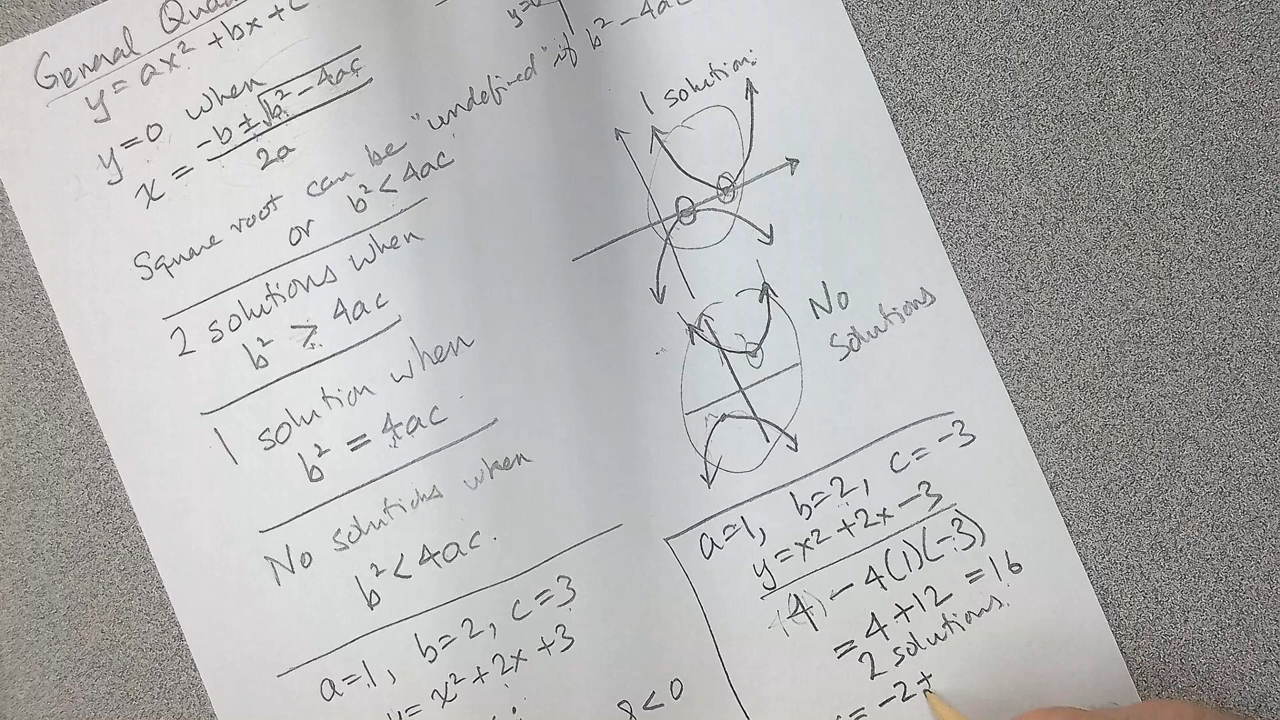 General
y = ax² + bx + c
y=0 when
x = -b ± √b² - 4ac
2a
Square root can be "undefined" if b² - 4ac
or b² < 4ac
2 solutions when
b² ≥ 4ac
1 solution when
b² = 4ac.
No solutions when
b² < 4ac.
a=1, b=2, c=3
y= x² + 2x + 3
8<0
1 solution:
No
solutions
a=1, b=2, c=-3
y= x² + 2x - 3
(4) - 4(1)(-3)
= 4+12 = 16
2 solutions.
= -2±